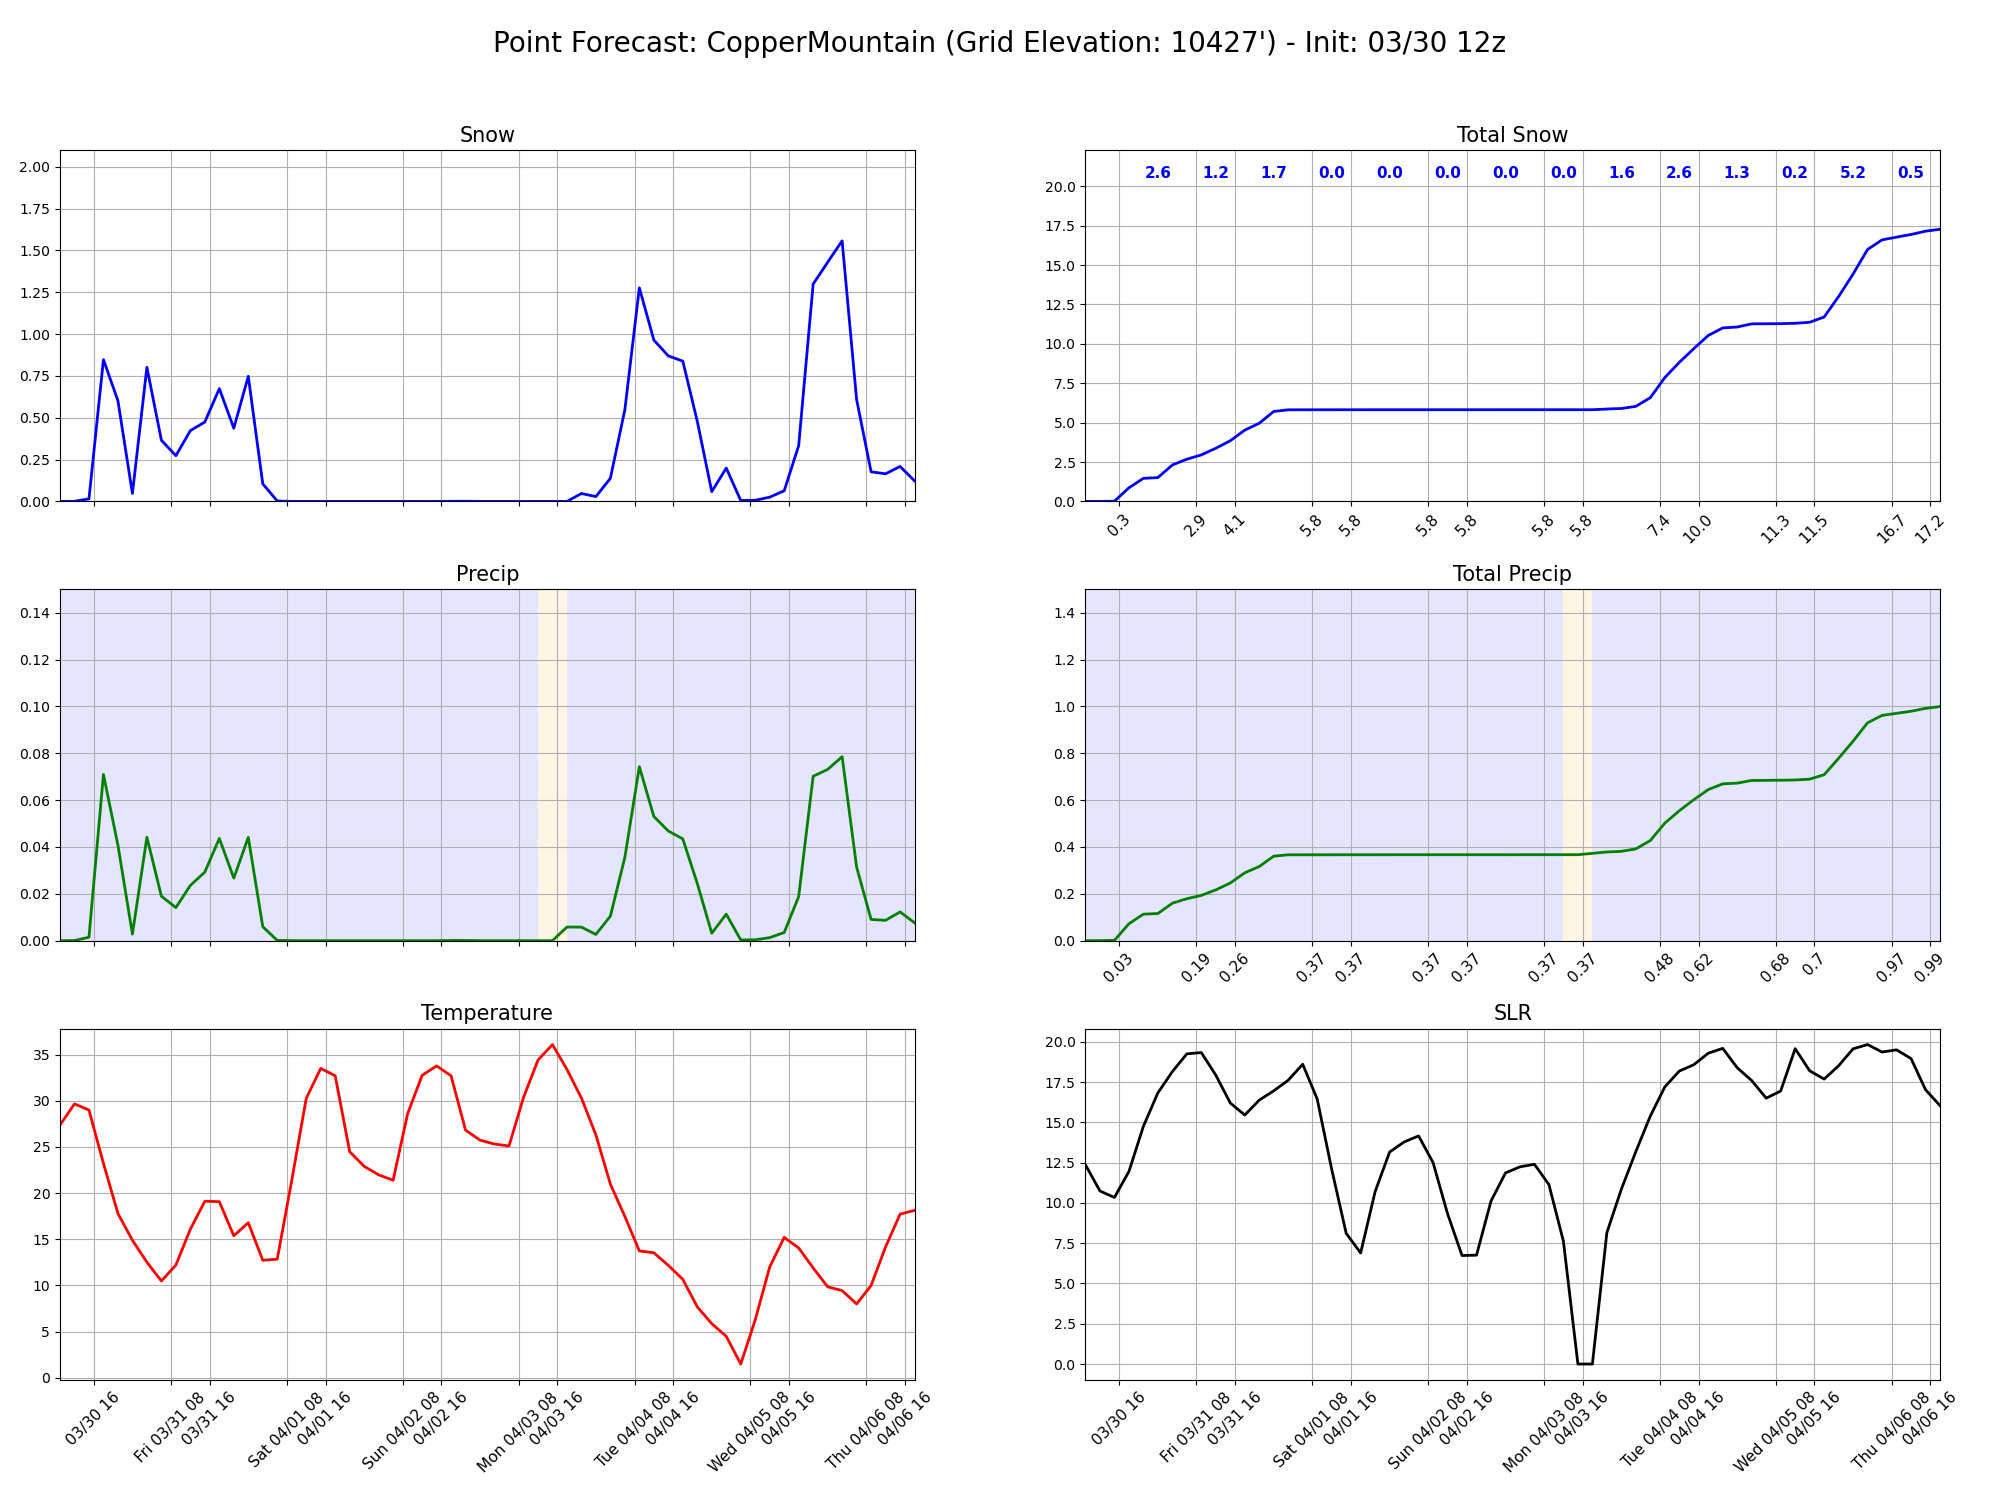 Point Forecast: CopperMountain (Grid Elevation: 10427') - Init: 03/30 12z
Snow
2.00
1.75
1.50
1.25
1.00
0.75
0.50
0.25
0.00
Total Snow
2.6 1.2 1.7 0.0 0.0 0.0 0.0 0.0 1.6 2.6 1.3 0.2 5.2 0.5
20.0
17.5
15.0
12.5
10.0
7.5
5.0
2.5
0.0
0.3 2.9 4.1 5.8 5.8 5.8 5.8 5.8 5.8 7.4 10.0 11.3 11.5 16.7 17.2
Precip
0.14
0.12
0.10
0.08
0.06
0.04
0.02
0.00
Total Precip
1.4
1.2
1.0
0.8
0.6
0.4
0.2
0.0
0.03 0.19 0.26 0.37 0.37 0.37 0.37 0.37 0.37 0.48 0.62 0.68 0.7 0.97 0.99
Temperature
35
30
25
20
15
10
5
0
03/30 16
Fri 03/31 08
03/31 16
Sat 04/01 08
04/01 16
Sun 04/02 08
04/02 16
Mon 04/03 08
04/03 16
Tue 04/04 08
04/04 16
Wed 04/05 08
04/05 16
Thu 04/06 08
04/06 16
SLR
20.0
17.5
15.0
12.5
10.0
7.5
5.0
2.5
0.0
03/30 16
Fri 03/31 08
03/31 16
Sat 04/01 08
04/01 16
Sun 04/02 08
04/02 16
Mon 04/03 08
04/03 16
Tue 04/04 08
04/04 16
Wed 04/05 08
04/05 16
Thu 04/06 08
04/06 16